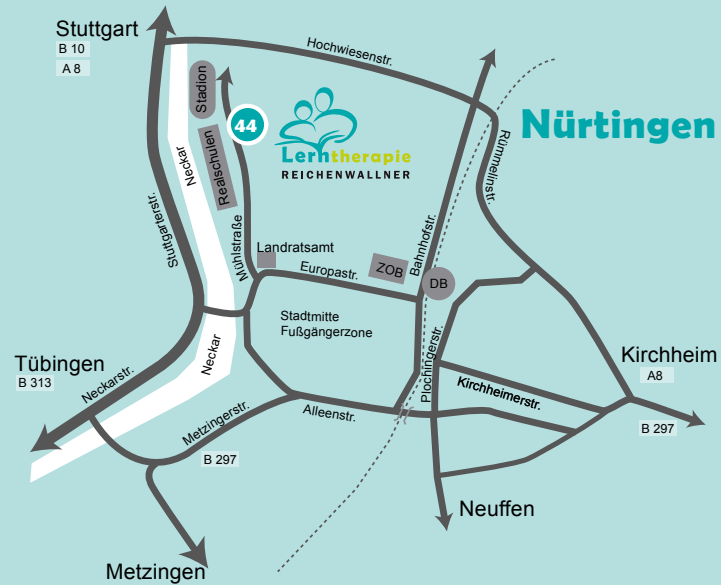 Stuttgart
B 10
A 8
Hochwiesenstr.
Nürtingen
Stadion
44
Neckar
Realschulen
Lerntherapie
REICHENWALLNER
Rümmelinstr.
Stuttgarterstr.
Mühlstraße
Landratsamt
Europastr.
ZOB
Bahnhofstr.
DB
Stadtmitte
Fußgängerzone
Neckar
Plochingerstr.
Tübingen
B 313
Neckarstr.
Kirchheim
A8
Kirchheimerstr.
Metzingerstr.
Alleenstr.
B 297
B 297
Neuffen
Metzingen